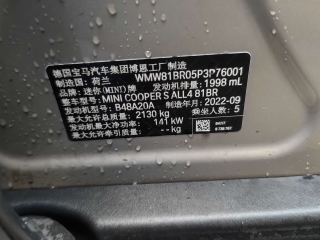 德国宝马汽车集团博恩工厂制造
制造国: 荷兰 WMW81BR05P3P76001
品牌: 迷你(MINI)牌 发动机排量: 1998 mL
整车型号: MINI COOPER S ALL4 81BR
发动机型号: B48A20A 制造年月: 2022-09
最大允许总质量: 2130 kg 乘坐人数: 5
发动机最大净功率: 141 kW
最大允许牵引质量: --kg